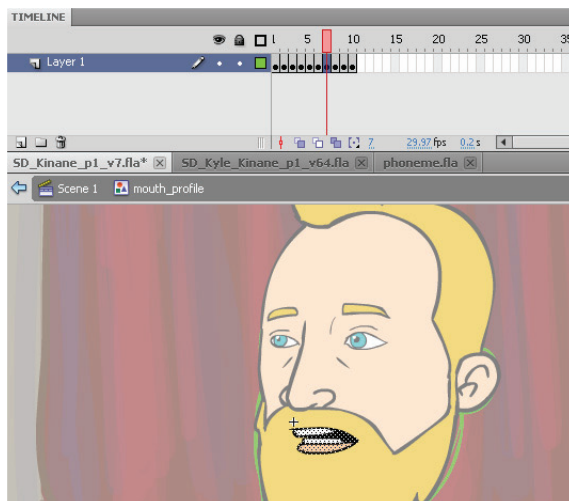 TIMELINE
1 5 10 15 20 25 30 35
Layer 1
7 29.97 fps 0.2 s
SD_Kinane_p1_v7.fla* SD_Kyle_Kinane_p1_v64.fla phoneme.fla
Scene 1 mouth_profile